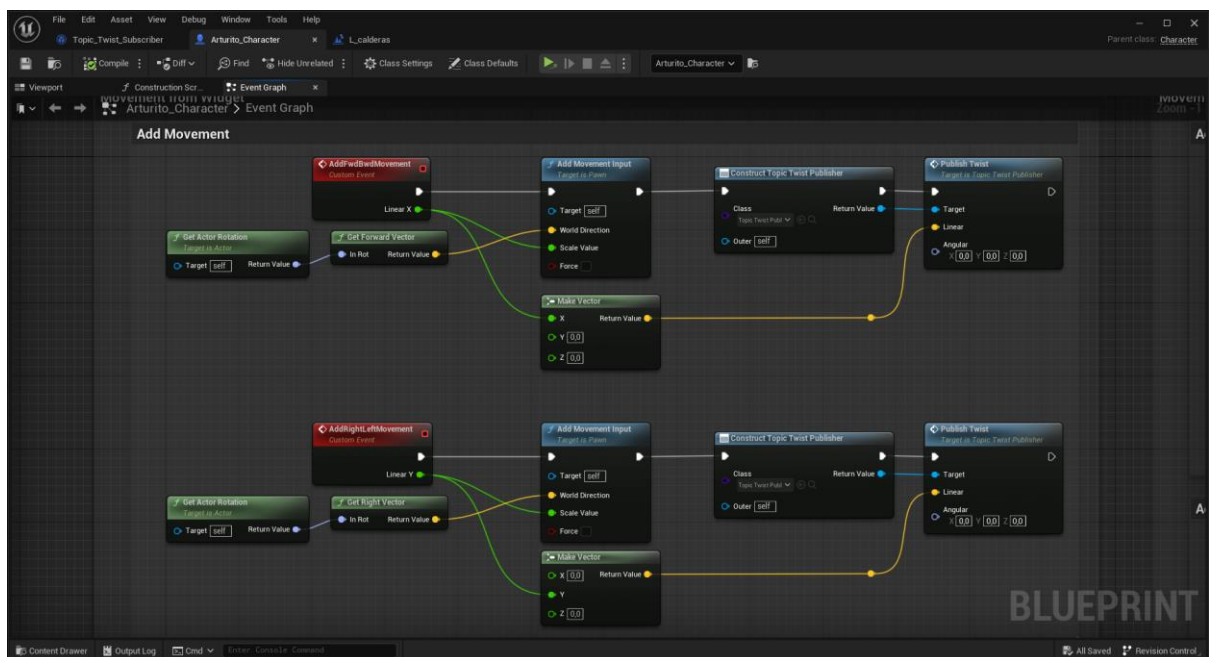 File Edit Asset View Debug Window Tools Help
Topic_Twist_Subscriber Arturito_Character × L_calderas Parent class: Character
Compile Diff Find Hide Unrelated Class Settings Class Defaults Arturito_Character
Viewport Construction Scr... Event Graph ×
Movement from Widget Movem
Arturito_Character > Event Graph Zoom -1
Add Movement A
AddFwdBwdMovement
Custom Event
Linear X
Get Actor Rotation
Target is Actor
Target self Return Value
Get Forward Vector
In Rot Return Value
Add Movement Input
Target is Pawn
Target self
World Direction
Scale Value
Force
Make Vector
X Return Value
Y 0,0
Z 0,0
Construct Topic Twist Publisher
Class Return Value
Topic Twist Publ
Outer self
Publish Twist
Target is Topic Twist Publisher
Target
Linear
Angular
X 0,0 Y 0,0 Z 0,0
AddRightLeftMovement
Custom Event
Linear Y
Get Actor Rotation
Target is Actor
Target self Return Value
Get Right Vector
In Rot Return Value
Add Movement Input
Target is Pawn
Target self
World Direction
Scale Value
Force
Make Vector
X 0,0 Return Value
Y
Z 0,0
Construct Topic Twist Publisher
Class Return Value
Topic Twist Publ
Outer self
Publish Twist
Target is Topic Twist Publisher
Target
Linear
Angular
X 0,0 Y 0,0 Z 0,0
A
BLUEPRINT
Content Drawer Output Log Cmd Enter Console Command All Saved Revision Control